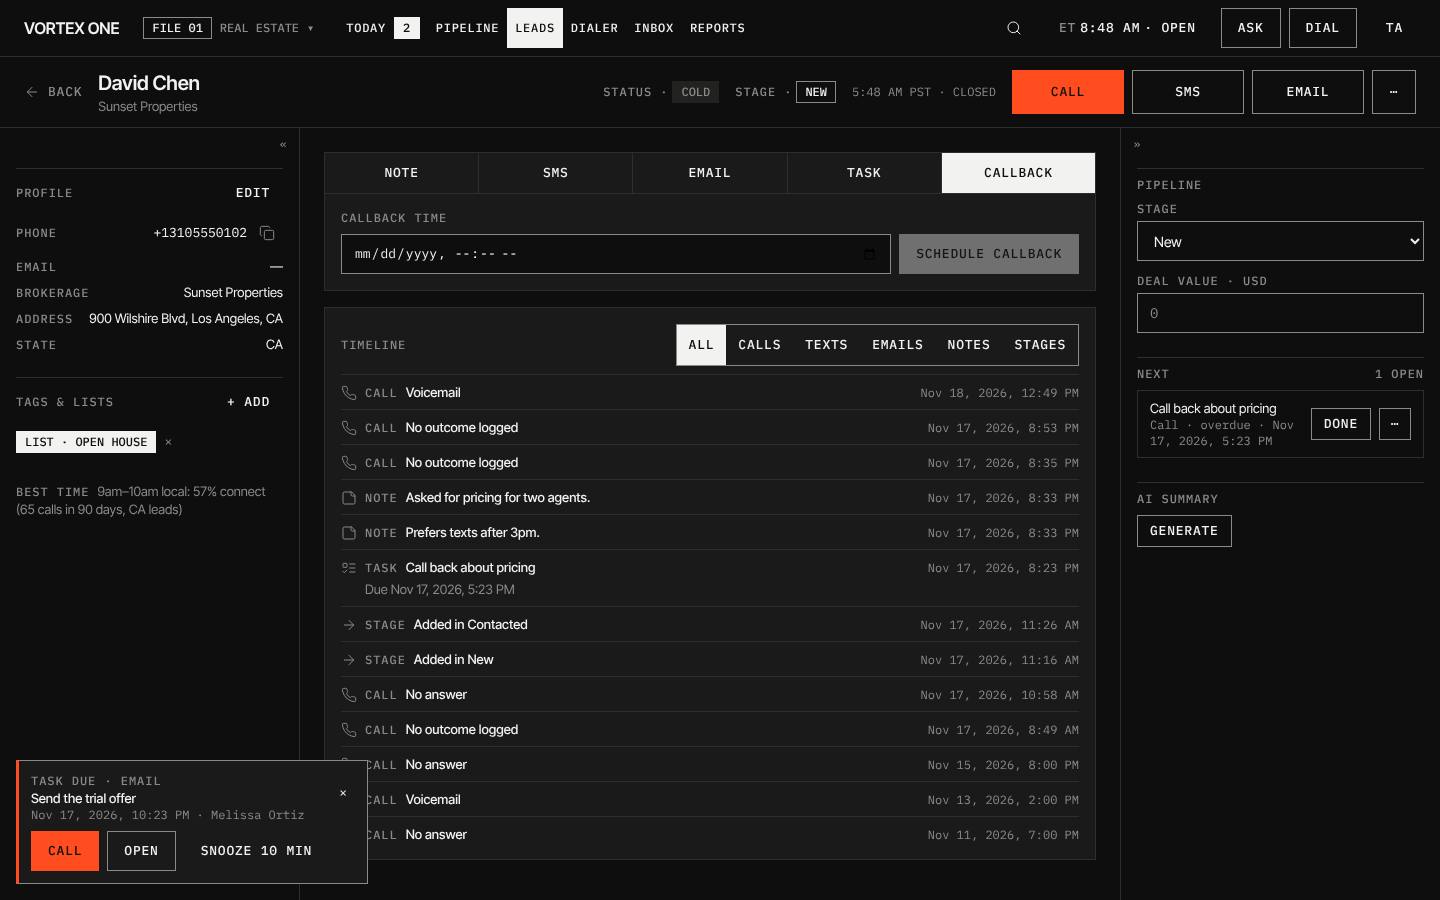 VORTEX ONE FILE 01 REAL ESTATE ▾ TODAY 2 PIPELINE LEADS DIALER INBOX REPORTS ET 8:48 AM · OPEN ASK DIAL TA
← BACK David Chen
Sunset Properties
STATUS · COLD STAGE · NEW 5:48 AM PST · CLOSED CALL SMS EMAIL ⋯
«
PROFILE EDIT
PHONE +13105550102
EMAIL —
BROKERAGE Sunset Properties
ADDRESS 900 Wilshire Blvd, Los Angeles, CA
STATE CA
TAGS & LISTS + ADD
LIST · OPEN HOUSE ×
BEST TIME 9am–10am local: 57% connect
(65 calls in 90 days, CA leads)
NOTE SMS EMAIL TASK CALLBACK
CALLBACK TIME
mm/dd/yyyy, --:-- -- SCHEDULE CALLBACK
TIMELINE ALL CALLS TEXTS EMAILS NOTES STAGES
CALL Voicemail Nov 18, 2026, 12:49 PM
CALL No outcome logged Nov 17, 2026, 8:53 PM
CALL No outcome logged Nov 17, 2026, 8:35 PM
NOTE Asked for pricing for two agents. Nov 17, 2026, 8:33 PM
NOTE Prefers texts after 3pm. Nov 17, 2026, 8:33 PM
TASK Call back about pricing Nov 17, 2026, 8:23 PM
Due Nov 17, 2026, 5:23 PM
STAGE Added in Contacted Nov 17, 2026, 11:26 AM
STAGE Added in New Nov 17, 2026, 11:16 AM
CALL No answer Nov 17, 2026, 10:58 AM
CALL No outcome logged Nov 17, 2026, 8:49 AM
CALL No answer Nov 15, 2026, 8:00 PM
CALL Voicemail Nov 13, 2026, 2:00 PM
CALL No answer Nov 11, 2026, 7:00 PM
»
PIPELINE
STAGE
New
DEAL VALUE · USD
0
NEXT 1 OPEN
Call back about pricing
Call · overdue · Nov
17, 2026, 5:23 PM
DONE ⋯
AI SUMMARY
GENERATE
TASK DUE · EMAIL
Send the trial offer ×
Nov 17, 2026, 10:23 PM · Melissa Ortiz
CALL OPEN SNOOZE 10 MIN